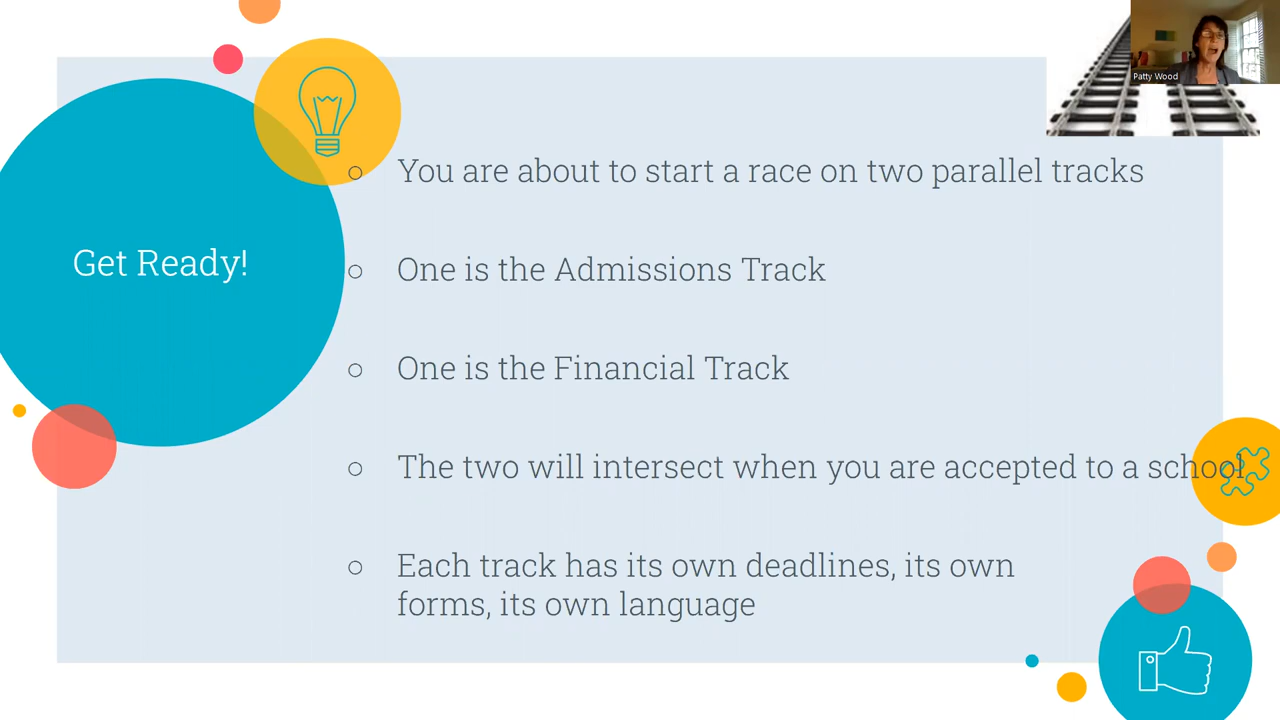 Patty Wood
Get Ready!
You are about to start a race on two parallel tracks
One is the Admissions Track
One is the Financial Track
The two will intersect when you are accepted to a school
Each track has its own deadlines, its own
forms, its own language